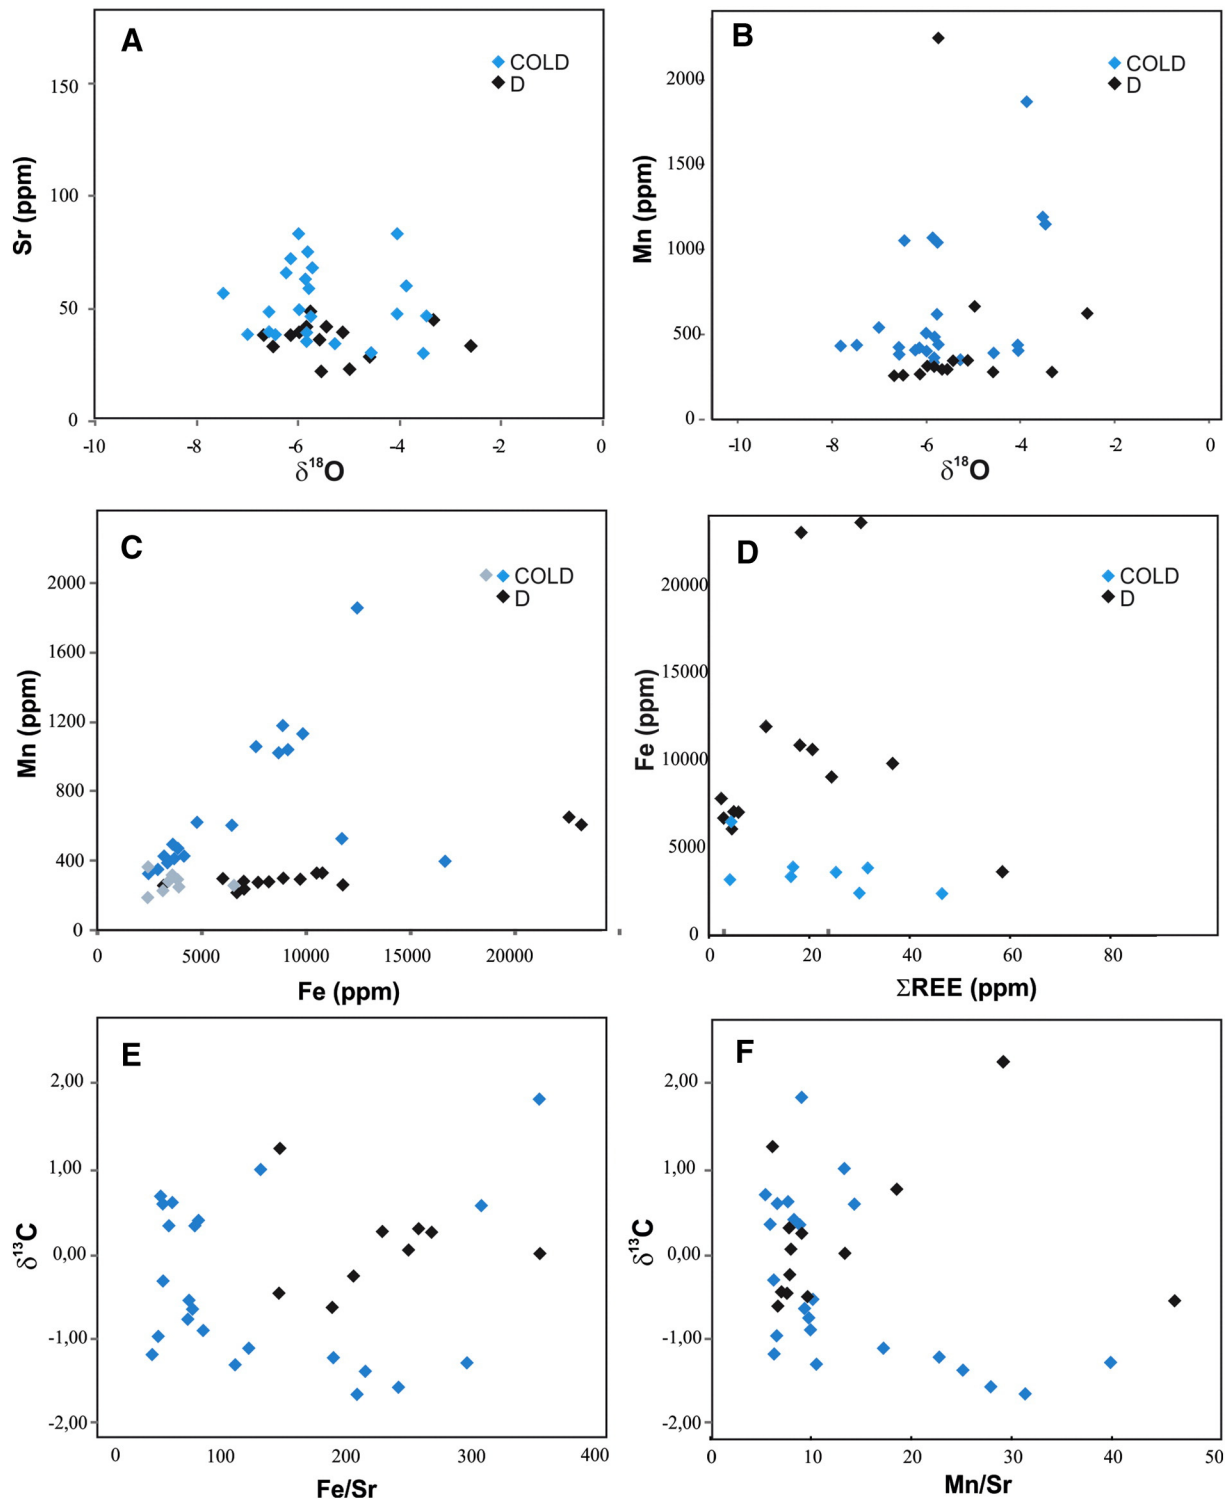 A
COLD
D
150
100
50
0
-10
-8
-6
-4
-2
0
Sr (ppm)
δ¹⁸O
B
COLD
D
2000
1500
1000
500
0
-10
-8
-6
-4
-2
0
Mn (ppm)
δ¹⁸O
C
COLD
D
2000
1600
1200
800
400
0
0
5000
10000
15000
20000
Mn (ppm)
Fe (ppm)
D
COLD
D
20000
15000
10000
5000
0
0
20
40
60
80
Fe (ppm)
ΣREE (ppm)
E
2,00
1,00
0,00
-1,00
-2,00
0
100
200
300
400
δ¹³C
Fe/Sr
F
2,00
1,00
0,00
-1,00
-2,00
0
10
20
30
40
50
δ¹³C
Mn/Sr